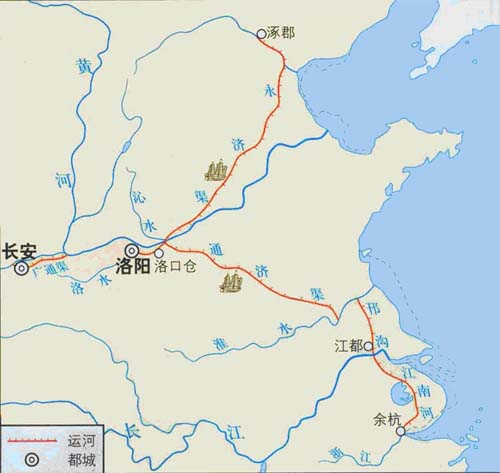 涿郡
黄河
永济渠
沁水
长安
广通渠
洛水
洛阳
洛口仓
通济渠
淮水
邗沟
江都
江南河
长江
余杭
浙江
运河
都城